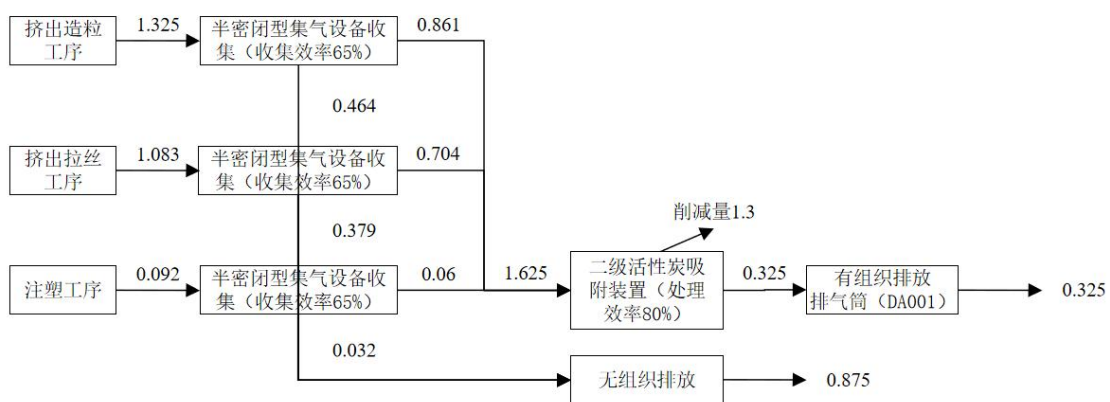 挤出造粒
工序
1.325
半密闭型集气设备收
集（收集效率65%）
0.861
0.464
挤出拉丝
工序
1.083
半密闭型集气设备收
集（收集效率65%）
0.704
0.379
削减量1.3
注塑工序
0.092
半密闭型集气设备收
集（收集效率65%）
0.06
1.625
二级活性炭吸
附装置（处理
效率80%）
0.325
有组织排放
排气筒（DA001）
0.325
0.032
无组织排放
0.875